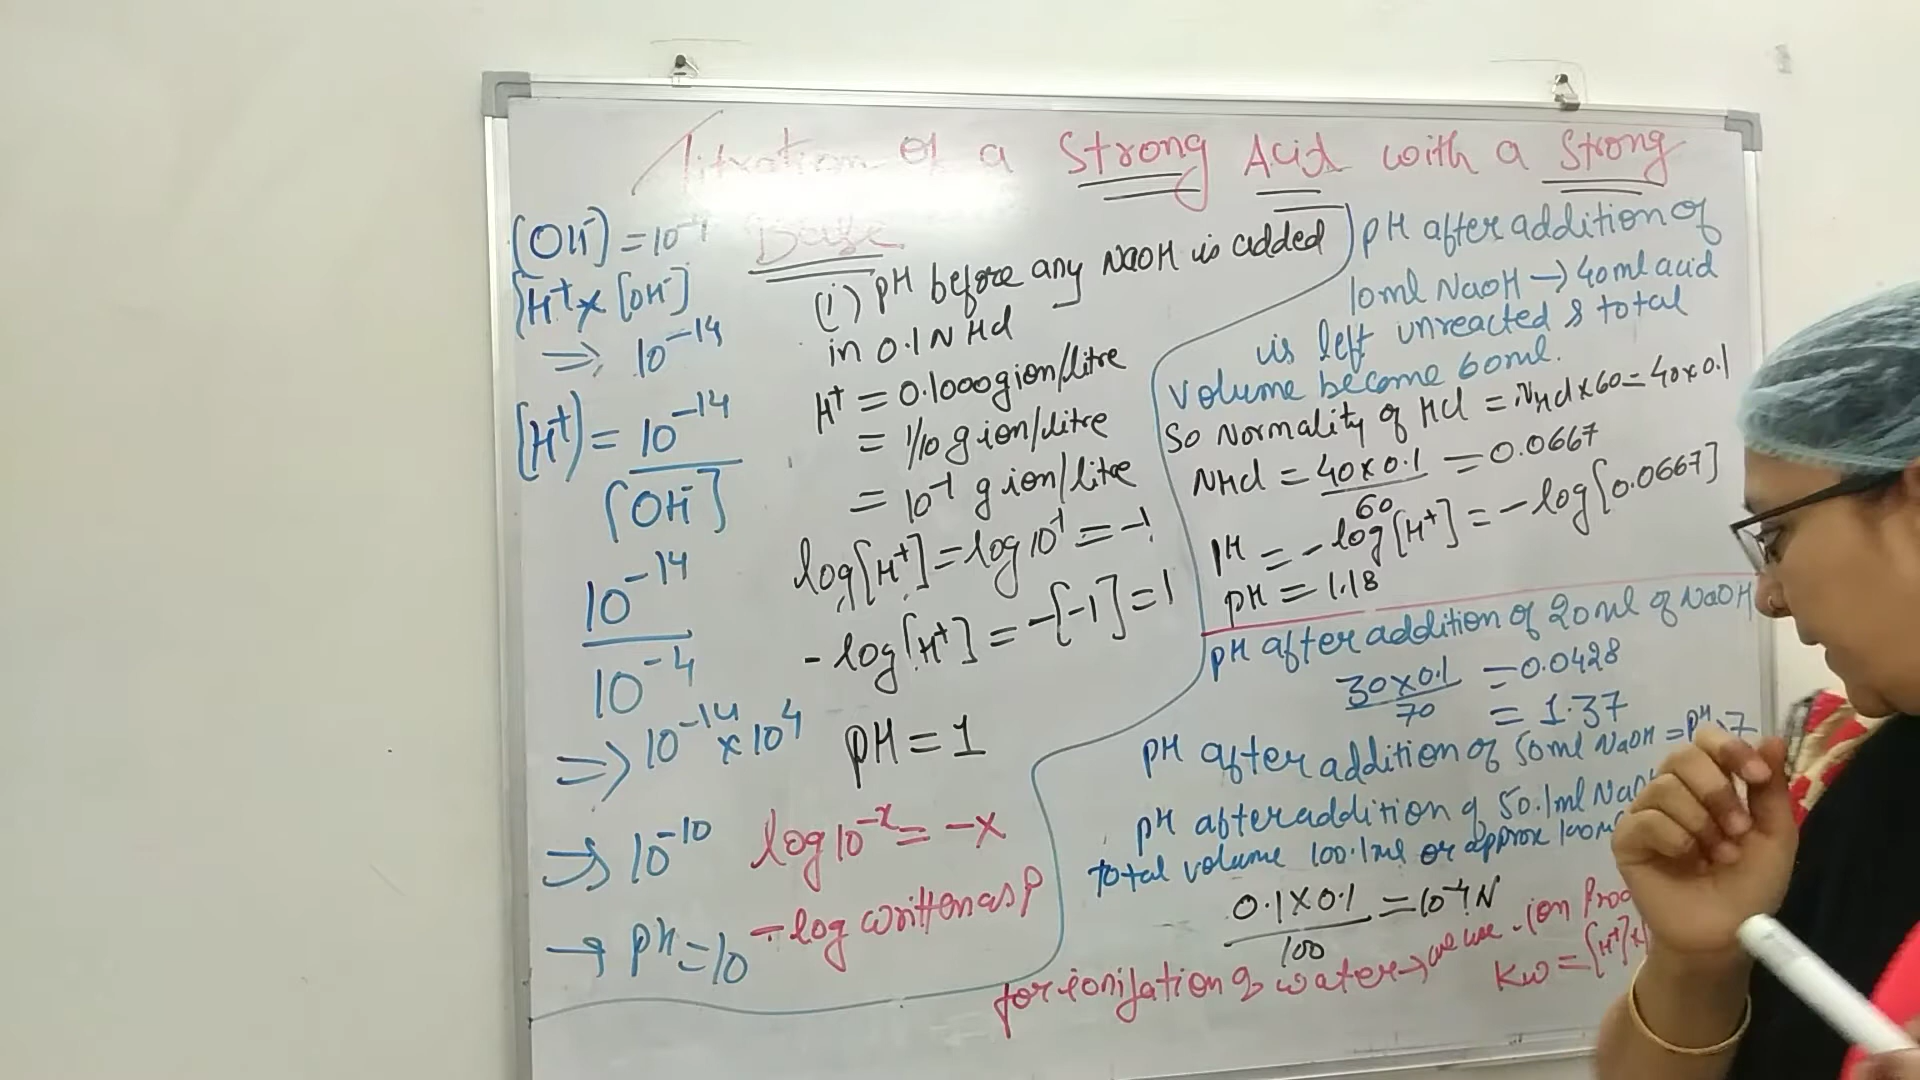 Titration of a Strong Acid with a Strong
Base
(i) pH before any NaOH is added
in 0.1 N HCl
H⁺ = 0.1000 g ion/litre
= 1/10 g ion/litre
= 10⁻¹ g ion/litre
log[H⁺] = log 10⁻¹ = -1
-log[H⁺] = -[-1] = 1
pH = 1
log 10⁻ˣ = -x
-log written as P
pH after addition of
10ml NaOH → 40ml acid
is left unreacted & total
volume become 60ml.
So Normality of HCl = NHCl x 60 = 40 x 0.1
NHCl = 40 x 0.1 / 60 = 0.0667
pH = -log[H⁺] = -log[0.0667]
pH = 1.18
pH after addition of 20ml of NaOH
30 x 0.1 / 70 = 0.0428
= 1.37
pH after addition of 50ml NaOH = pH 7
pH after addition of 50.1ml
total volume 100.1ml or approx
0.1 x 0.1 / 100 = 10⁻⁴ N
for ionisation of water → we use ion
Kw = [H⁺] x
[OH⁻] = 10⁻⁴
[H⁺ x [OH⁻]
⇒ 10⁻¹⁴
[H⁺] = 10⁻¹⁴ / [OH⁻]
10⁻¹⁴ / 10⁻⁴
⇒ 10⁻¹⁴ x 10⁴
→ 10⁻¹⁰
→ pH = 10